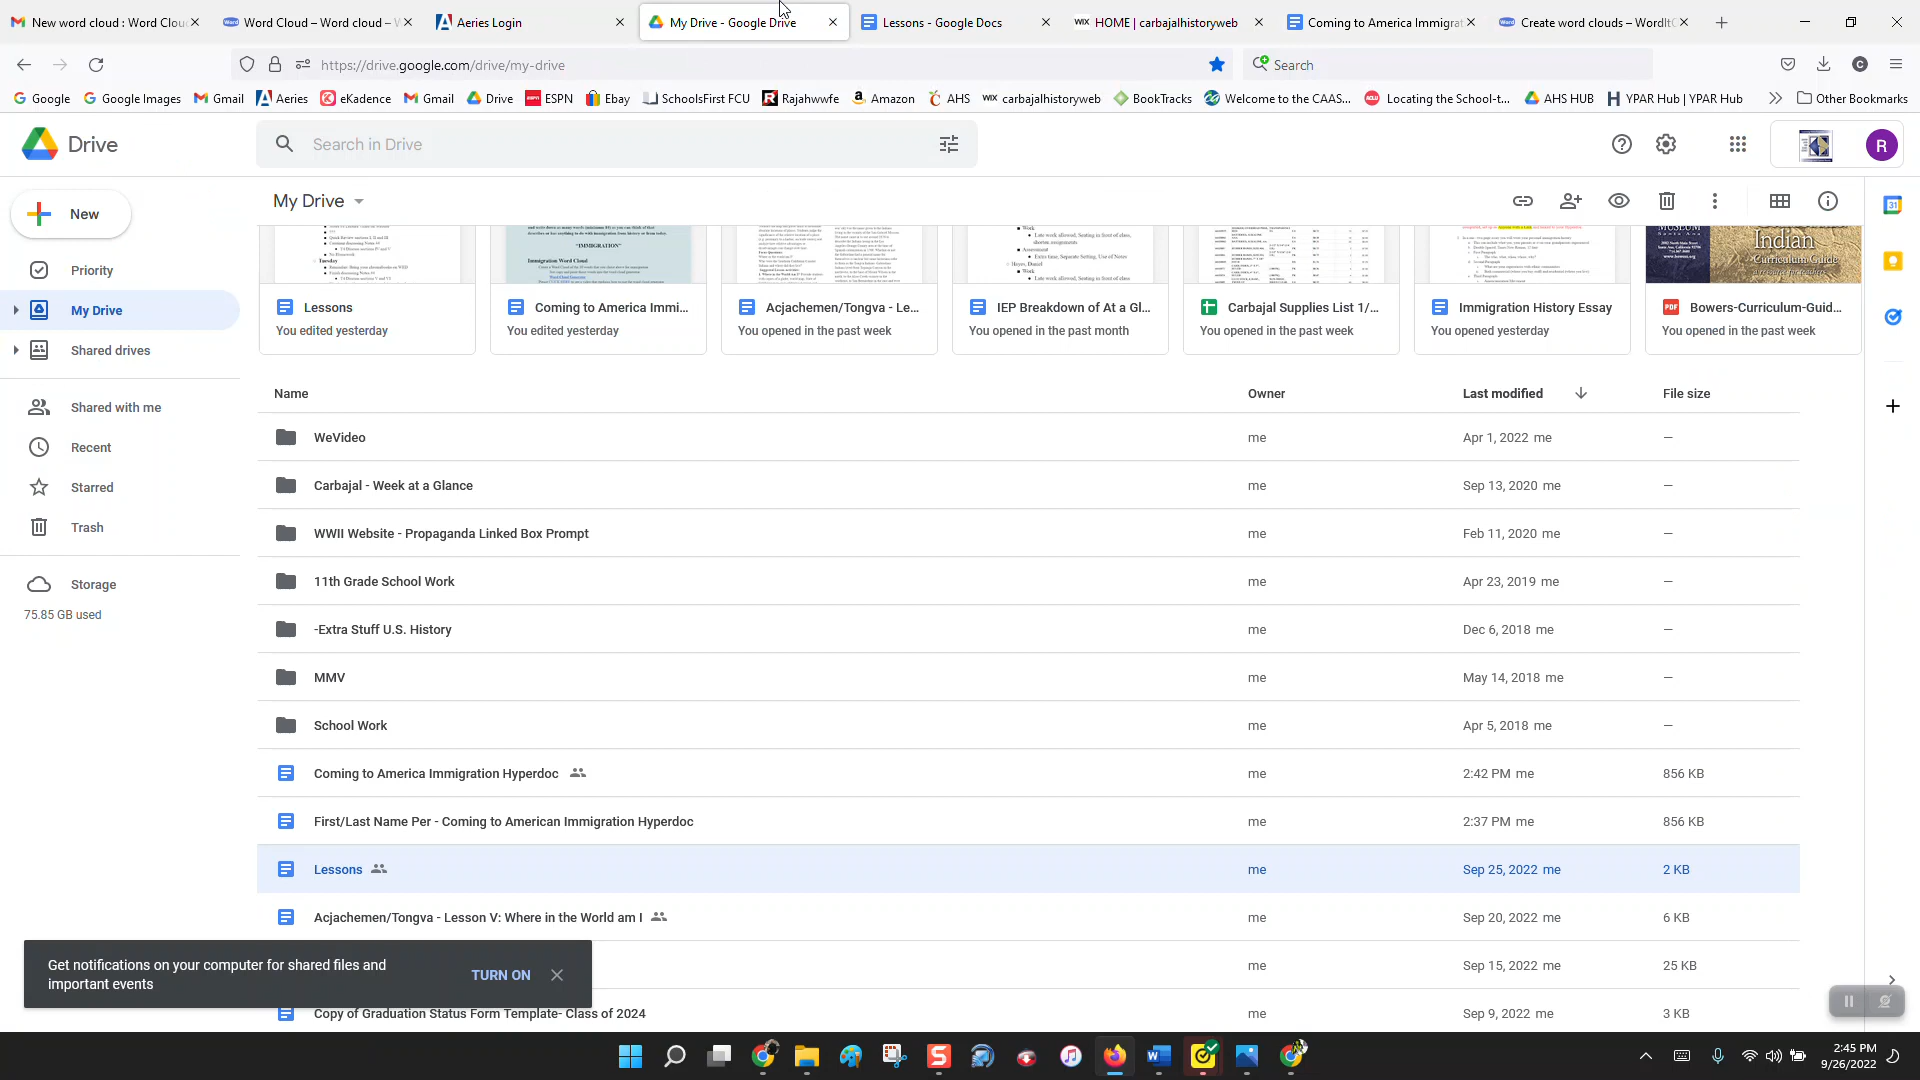 New word cloud : Word Clou
Word Cloud – Word cloud – W
Aeries Login
My Drive - Google Drive
Lessons - Google Docs
HOME | carbajalhistoryweb
Coming to America Immigrat
Create word clouds – WordItO
https://drive.google.com/drive/my-drive
Search
Google
Google Images
Gmail
Aeries
eKadence
Gmail
Drive
ESPN
Ebay
SchoolsFirst FCU
Rajahwwfe
Amazon
AHS
carbajalhistoryweb
BookTracks
Welcome to the CAAS...
Locating the School-t...
AHS HUB
YPAR Hub | YPAR Hub
Other Bookmarks
Drive
Search in Drive
R
New
My Drive
Priority
My Drive
Shared drives
Shared with me
Recent
Starred
Trash
Storage
75.85 GB used
"IMMIGRATION"
Immigration Word Cloud
Indian
Curriculum Guide
Lessons
You edited yesterday
Coming to America Immi...
You edited yesterday
Acjachemen/Tongva - Le...
You opened in the past week
IEP Breakdown of At a Gl...
You opened in the past month
Carbajal Supplies List 1/...
You opened in the past week
Immigration History Essay
You opened yesterday
Bowers-Curriculum-Guid...
You opened in the past week
Name Owner Last modified File size
WeVideo me Apr 1, 2022 me –
Carbajal - Week at a Glance me Sep 13, 2020 me –
WWII Website - Propaganda Linked Box Prompt me Feb 11, 2020 me –
11th Grade School Work me Apr 23, 2019 me –
-Extra Stuff U.S. History me Dec 6, 2018 me –
MMV me May 14, 2018 me –
School Work me Apr 5, 2018 me –
Coming to America Immigration Hyperdoc me 2:42 PM me 856 KB
First/Last Name Per - Coming to American Immigration Hyperdoc me 2:37 PM me 856 KB
Lessons me Sep 25, 2022 me 2 KB
Acjachemen/Tongva - Lesson V: Where in the World am I me Sep 20, 2022 me 6 KB
me Sep 15, 2022 me 25 KB
Copy of Graduation Status Form Template- Class of 2024 me Sep 9, 2022 me 3 KB
Get notifications on your computer for shared files and
important events
TURN ON
2:45 PM
9/26/2022